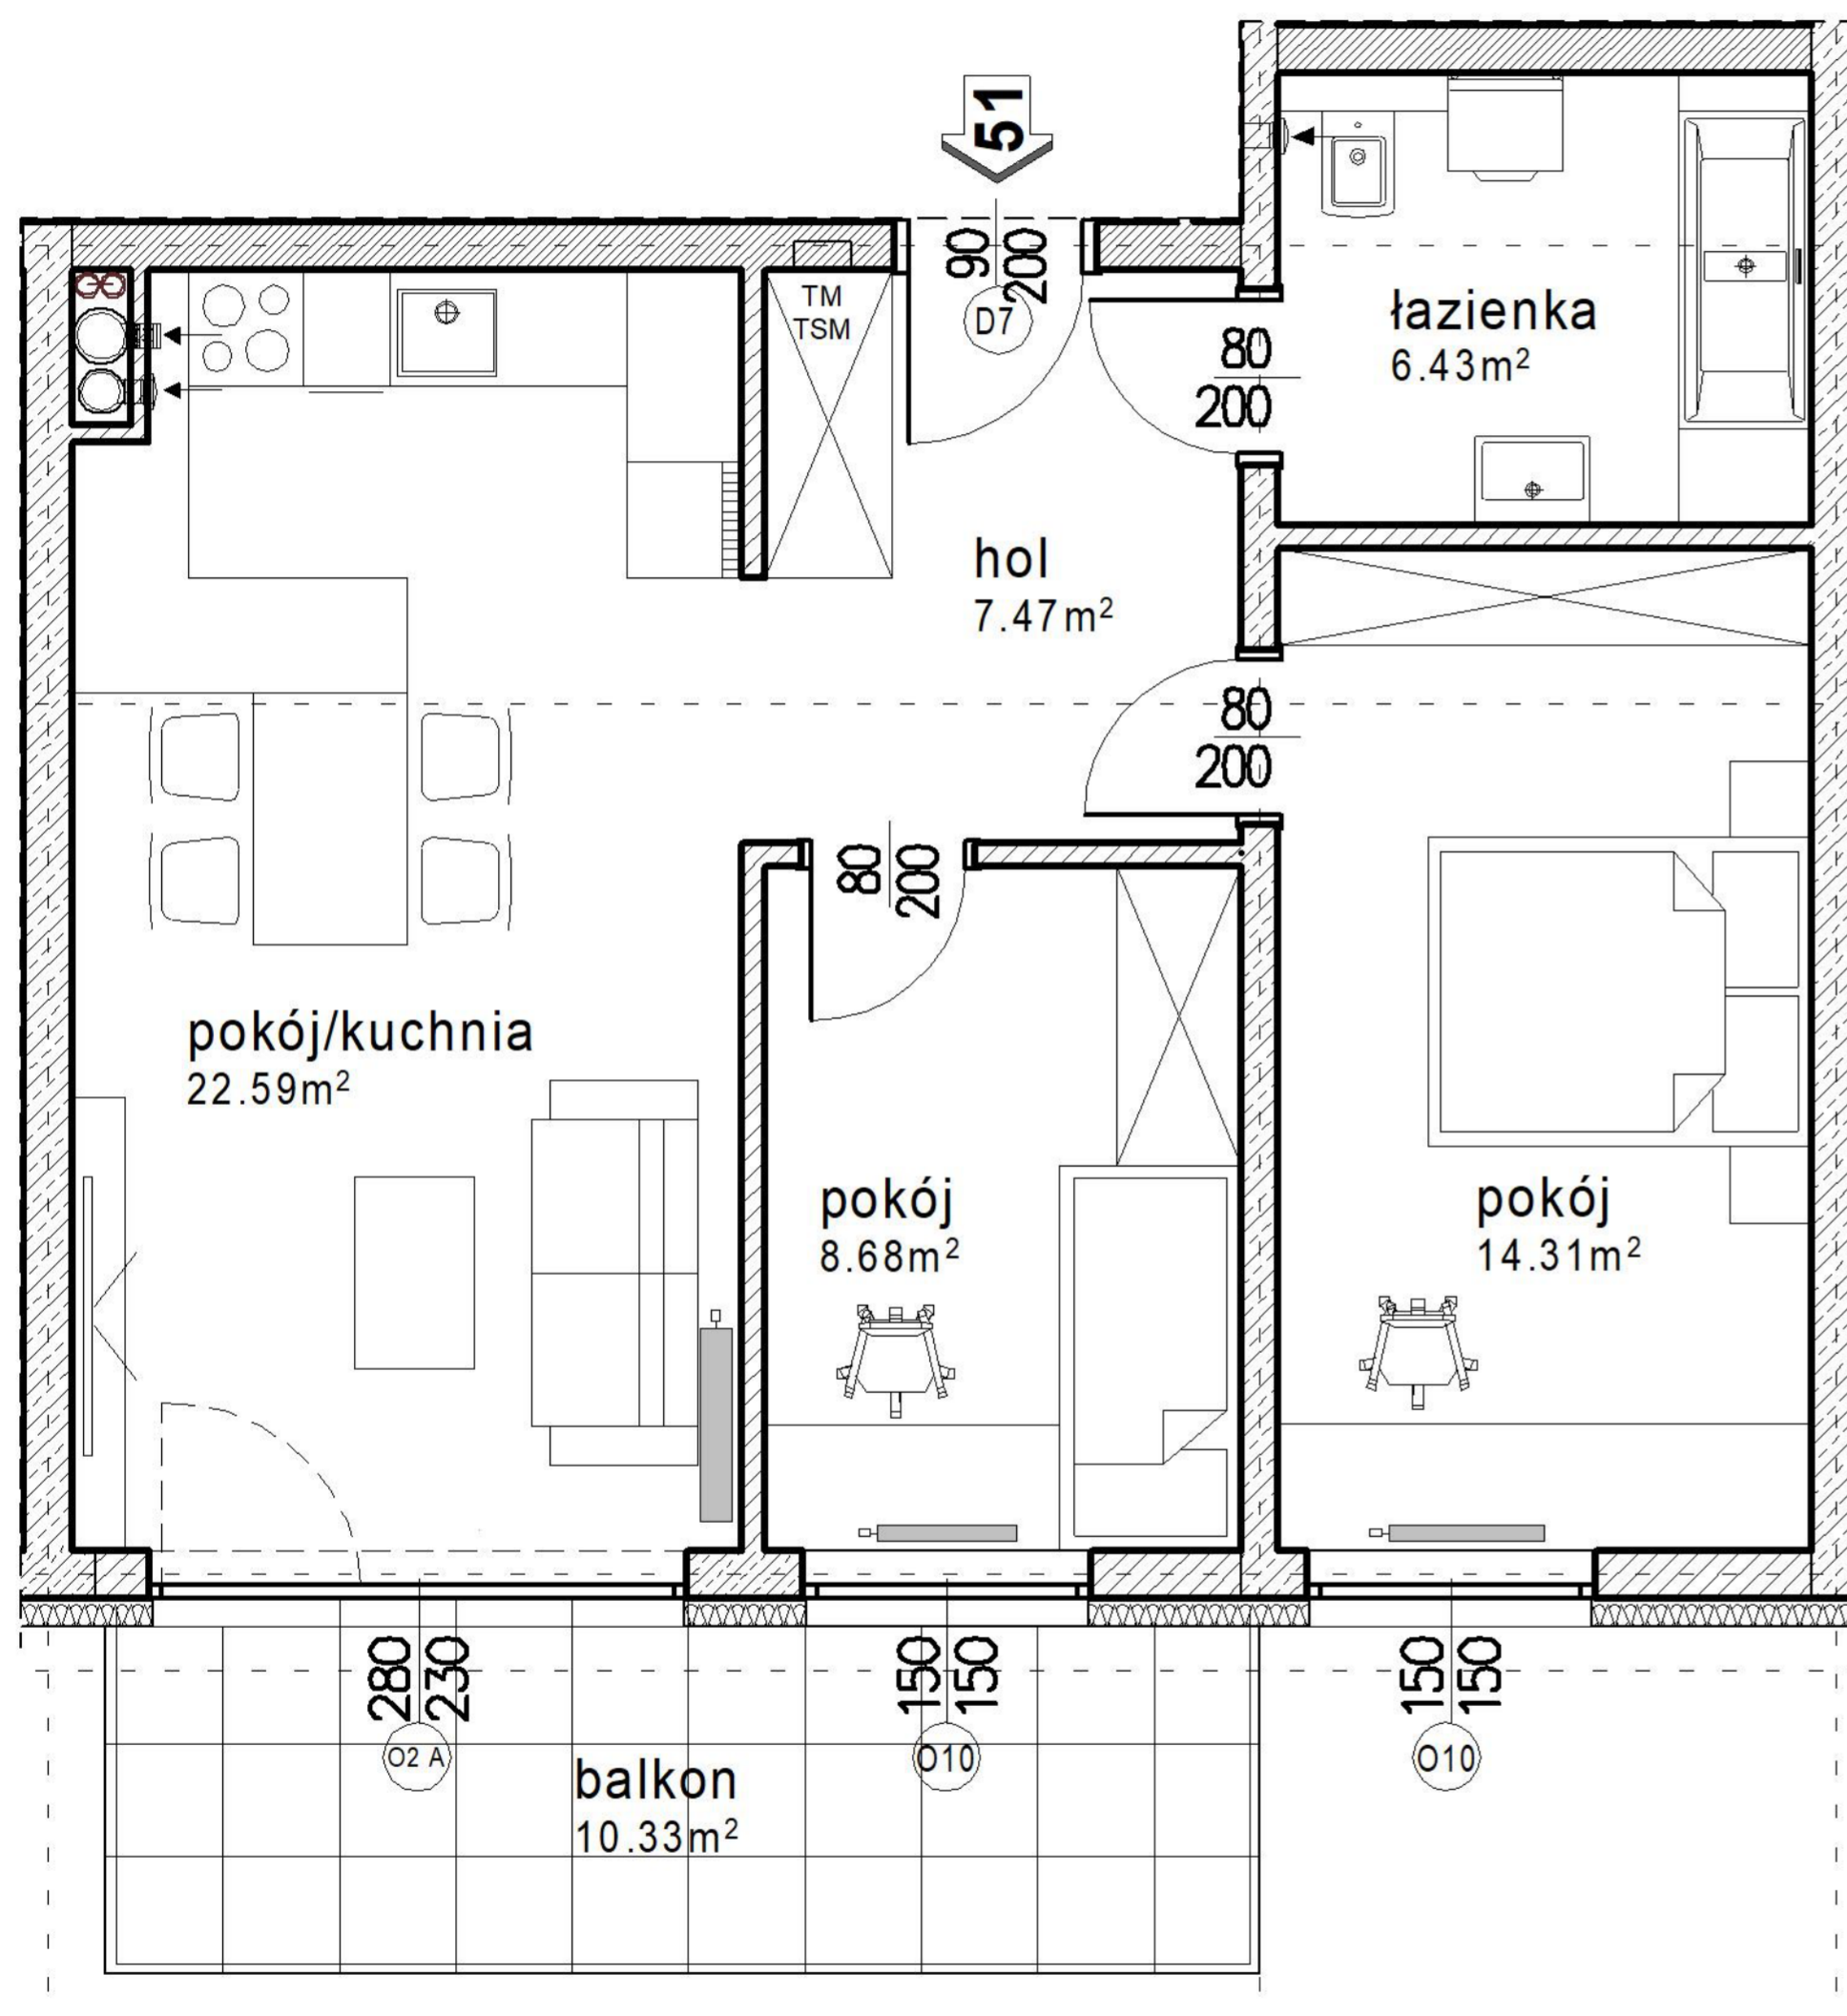 51
90
200
D7
TM
TSM
łazienka
6.43m²
80
200
hol
7.47m²
80
200
80
200
pokój/kuchnia
22.59m²
pokój
8.68m²
pokój
14.31m²
280
230
O2 A
150
150
O10
150
150
O10
balkon
10.33m²